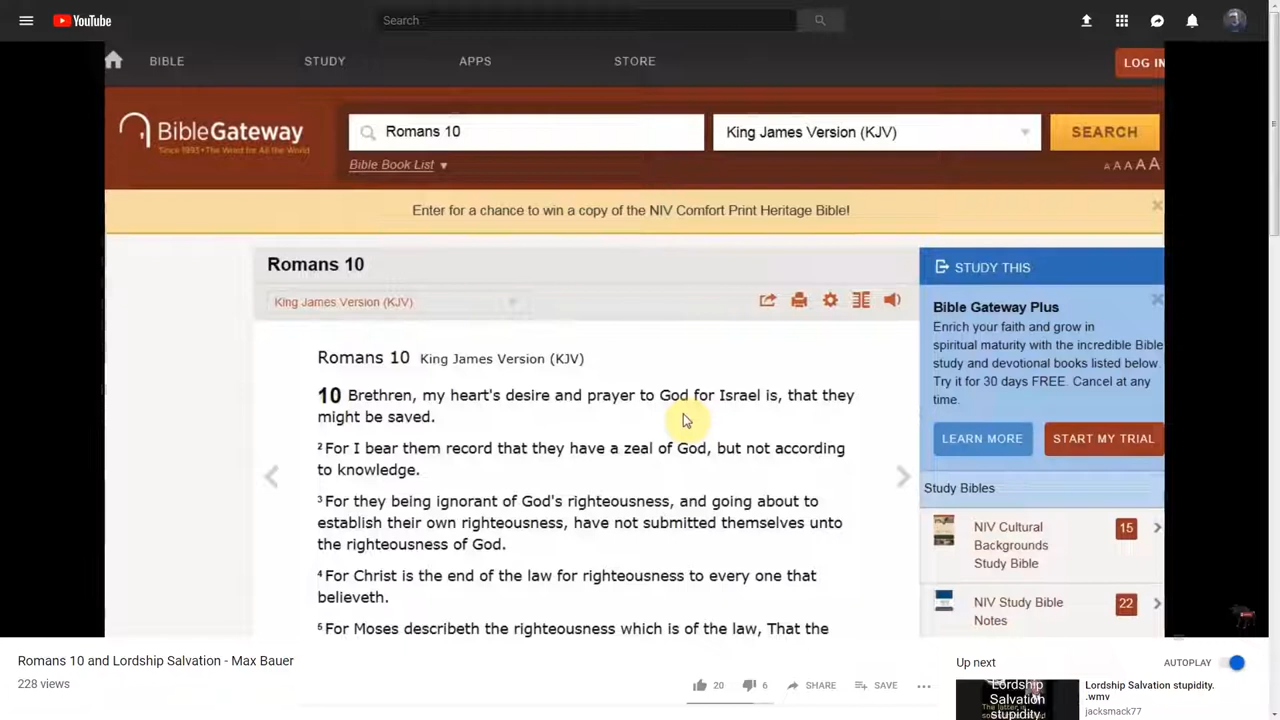 YouTube
Search
BIBLE STUDY APPS STORE
LOG IN
BibleGateway
Since 1993 • The Word for All the World
Romans 10
King James Version (KJV)
SEARCH
Bible Book List
A A A A A
Enter for a chance to win a copy of the NIV Comfort Print Heritage Bible!
Romans 10
King James Version (KJV)
Romans 10 King James Version (KJV)
10 Brethren, my heart's desire and prayer to God for Israel is, that they
might be saved.
2 For I bear them record that they have a zeal of God, but not according
to knowledge.
3 For they being ignorant of God's righteousness, and going about to
establish their own righteousness, have not submitted themselves unto
the righteousness of God.
4 For Christ is the end of the law for righteousness to every one that
believeth.
5 For Moses describeth the righteousness which is of the law, That the
STUDY THIS
Bible Gateway Plus
Enrich your faith and grow in
spiritual maturity with the incredible Bible
study and devotional books listed below.
Try it for 30 days FREE. Cancel at any
time.
LEARN MORE
START MY TRIAL
Study Bibles
NIV Cultural
Backgrounds
Study Bible
15
NIV Study Bible
Notes
22
Romans 10 and Lordship Salvation - Max Bauer
228 views
20
6
SHARE
SAVE
Up next
AUTOPLAY
Lordship
Salvation
stupidity.
Lordship Salvation stupidity.
.wmv
jacksmack77